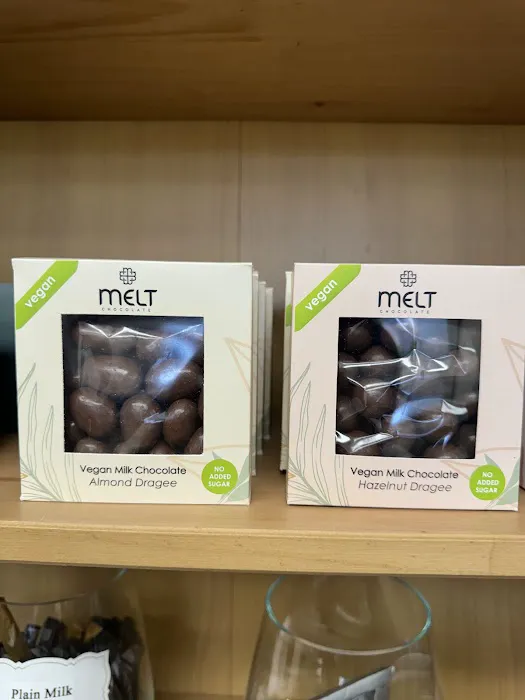 vegan
MELT
CHOCOLATE
Vegan Milk Chocolate
Almond Dragee
NO
ADDED
SUGAR
vegan
MELT
CHOCOLATE
Vegan Milk Chocolate
Hazelnut Dragee
NO
ADDED
SUGAR
Plain Milk